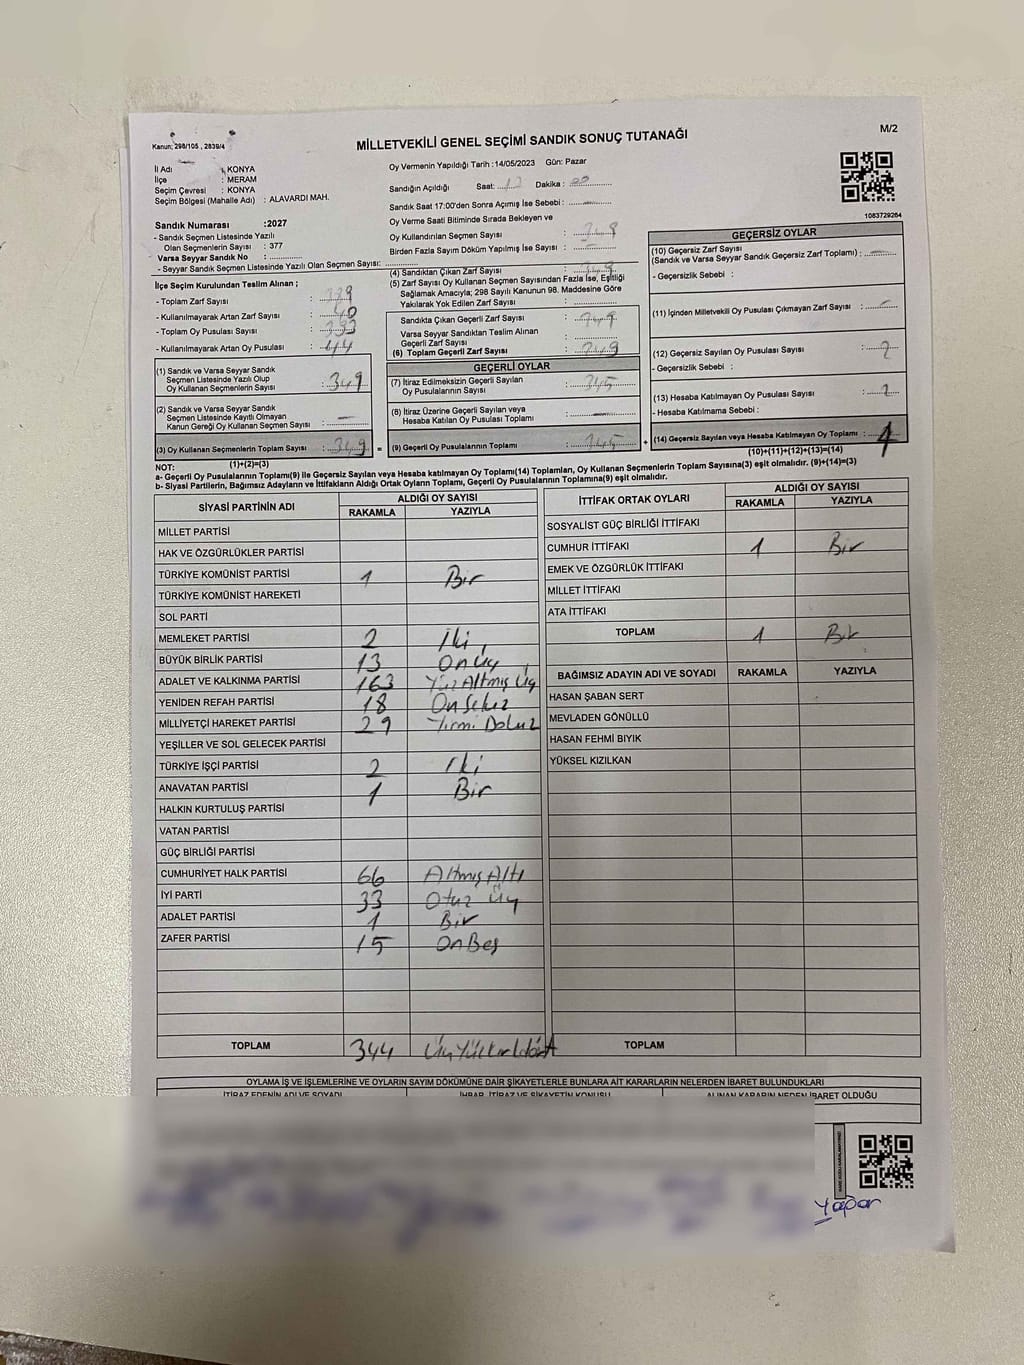 M/2
Kanun: 298/105 , 2839/4
MİLLETVEKİLİ GENEL SEÇİMİ SANDIK SONUÇ TUTANAĞI
İl Adı : KONYA
İlçe : MERAM
Seçim Çevresi : KONYA
Seçim Bölgesi (Mahalle Adı) : ALAVARDI MAH.
Oy Vermenin Yapıldığı Tarih :14/05/2023 Gün: Pazar
Sandığın Açıldığı Saat: Dakika : 00
Sandık Saat 17:00'den Sonra Açımış İse Sebebi :
Oy Verme Saati Bitiminde Sırada Bekleyen ve
Oy Kullandırılan Seçmen Sayısı :
Birden Fazla Sayım Döküm Yapılmış İse Sayısı :
1083729264
Sandık Numarası :2027
- Sandık Seçmen Listesinde Yazılı
Olan Seçmenlerin Sayısı : 377
Varsa Seyyar Sandık No :
- Seyyar Sandık Seçmen Listesinde Yazılı Olan Seçmen Sayısı:
İlçe Seçim Kurulundan Teslim Alınan ;
- Toplam Zarf Sayısı :
- Kullanılmayarak Artan Zarf Sayısı : 40
- Toplam Oy Pusulası Sayısı : 393
- Kullanılmayarak Artan Oy Pusulası : 44
(1) Sandık ve Varsa Seyyar Sandık
Seçmen Listesinde Yazılı Olup
Oy Kullanan Seçmenlerin Sayısı : 349
(2) Sandık ve Varsa Seyyar Sandık
Seçmen Listesinde Kayıtlı Olmayan
Kanun Gereği Oy Kullanan Seçmen Sayısı : —
(3) Oy Kullanan Seçmenlerin Toplam Sayısı : 349 =
(1)+(2)=(3)
(4) Sandıktan Çıkan Zarf Sayısı : 349
(5) Zarf Sayısı Oy Kullanan Seçmen Sayısından Fazla İse, Eşitliği
Sağlamak Amacıyla; 298 Sayılı Kanunun 98. Maddesine Göre
Yakılarak Yok Edilen Zarf Sayısı :
Sandıkta Çıkan Geçerli Zarf Sayısı : 349
Varsa Seyyar Sandıktan Teslim Alınan
Geçerli Zarf Sayısı :
(6) Toplam Geçerli Zarf Sayısı : 349
GEÇERLİ OYLAR
(7) İtiraz Edilmeksizin Geçerli Sayılan
Oy Pusulalarının Sayısı : 345
(8) İtiraz Üzerine Geçerli Sayılan veya
Hesaba Katılan Oy Pusulası Toplamı : —
(9) Geçerli Oy Pusulalarının Toplamı : 345 +
GEÇERSİZ OYLAR
(10) Geçersiz Zarf Sayısı
(Sandık ve Varsa Seyyar Sandık Geçersiz Zarf Toplamı) : —
- Geçersizlik Sebebi :
(11) İçinden Milletvekili Oy Pusulası Çıkmayan Zarf Sayısı : —
(12) Geçersiz Sayılan Oy Pusulası Sayısı : 2
- Geçersizlik Sebebi :
(13) Hesaba Katılmayan Oy Pusulası Sayısı : 2
- Hesaba Katılmama Sebebi :
(14) Geçersiz Sayılan veya Hesaba Katılmayan Oy Toplamı : 4
(10)+(11)+(12)+(13)=(14)
NOT:
a- Geçerli Oy Pusulalarının Toplamı(9) ile Geçersiz Sayılan veya Hesaba katılmayan Oy Toplamı(14) Toplamları, Oy Kullanan Seçmenlerin Toplam Sayısına(3) eşit olmalıdır. (9)+(14)=(3)
b- Siyasi Partilerin, Bağımsız Adayların ve İttifakların Aldığı Ortak Oyların Toplamı, Geçerli Oy Pusulalarının Toplamına(9) eşit olmalıdır.
SİYASİ PARTİNİN ADI
ALDIĞI OY SAYISI
RAKAMLA YAZIYLA
MİLLET PARTİSİ
HAK VE ÖZGÜRLÜKLER PARTİSİ
TÜRKİYE KOMÜNİST PARTİSİ 1 Bir
TÜRKİYE KOMÜNİST HAREKETİ
SOL PARTİ
MEMLEKET PARTİSİ 2 İki
BÜYÜK BİRLİK PARTİSİ 13 On Üç
ADALET VE KALKINMA PARTİSİ 163 Yüz Altmış Üç
YENİDEN REFAH PARTİSİ 18 On Sekiz
MİLLİYETÇİ HAREKET PARTİSİ 29 Yirmi Dokuz
YEŞİLLER VE SOL GELECEK PARTİSİ
TÜRKİYE İŞÇİ PARTİSİ 2 İki
ANAVATAN PARTİSİ 1 Bir
HALKIN KURTULUŞ PARTİSİ
VATAN PARTİSİ
GÜÇ BİRLİĞİ PARTİSİ
CUMHURİYET HALK PARTİSİ 66 Altmış Altı
İYİ PARTİ 33 Otuz Üç
ADALET PARTİSİ 1 Bir
ZAFER PARTİSİ 15 On Beş
TOPLAM 344
İTTİFAK ORTAK OYLARI
ALDIĞI OY SAYISI
RAKAMLA YAZIYLA
SOSYALİST GÜÇ BİRLİĞİ İTTİFAKI
CUMHUR İTTİFAKI 1 Bir
EMEK VE ÖZGÜRLÜK İTTİFAKI
MİLLET İTTİFAKI
ATA İTTİFAKI
TOPLAM 1 Bir
BAĞIMSIZ ADAYIN ADI VE SOYADI RAKAMLA YAZIYLA
HASAN ŞABAN SERT
MEVLADEN GÖNÜLLÜ
HASAN FEHMİ BIYIK
YÜKSEL KIZILKAN
TOPLAM
OYLAMA İŞ VE İŞLEMLERİNE VE OYLARIN SAYIM DÖKÜMÜNE DAİR ŞİKAYETLERLE BUNLARA AİT KARARLARIN NELERDEN İBARET BULUNDUKLARI
İTİRAZ EDENİN ADI VE SOYADI İHBAR, İTİRAZ VE ŞİKAYETİN KONUSU ALINAN KARARIN NEDEN İBARET OLDUĞU
yapar